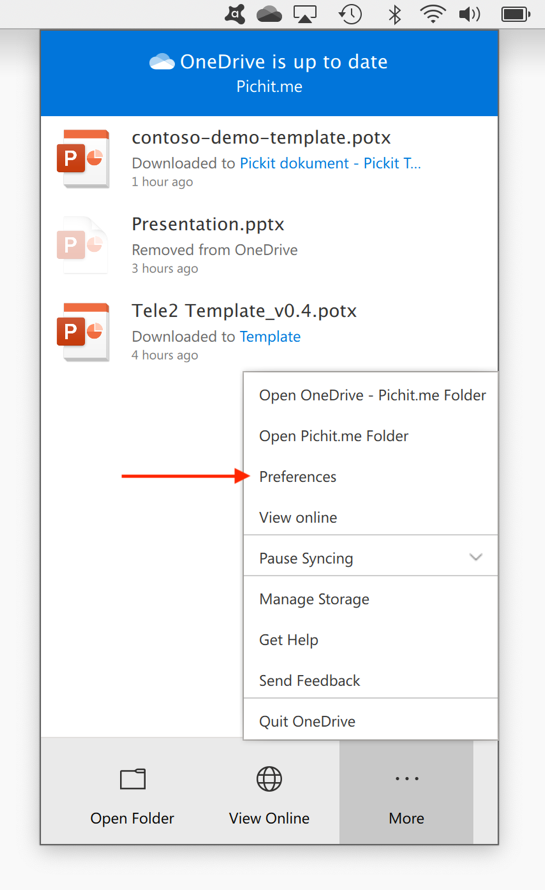 OneDrive is up to date
Pichit.me
contoso-demo-template.potx
Downloaded to Pickit dokument - Pickit T...
1 hour ago
Presentation.pptx
Removed from OneDrive
3 hours ago
Tele2 Template_v0.4.potx
Downloaded to Template
4 hours ago
Open OneDrive - Pichit.me Folder
Open Pichit.me Folder
Preferences
View online
Pause Syncing
Manage Storage
Get Help
Send Feedback
Quit OneDrive
Open Folder
View Online
More